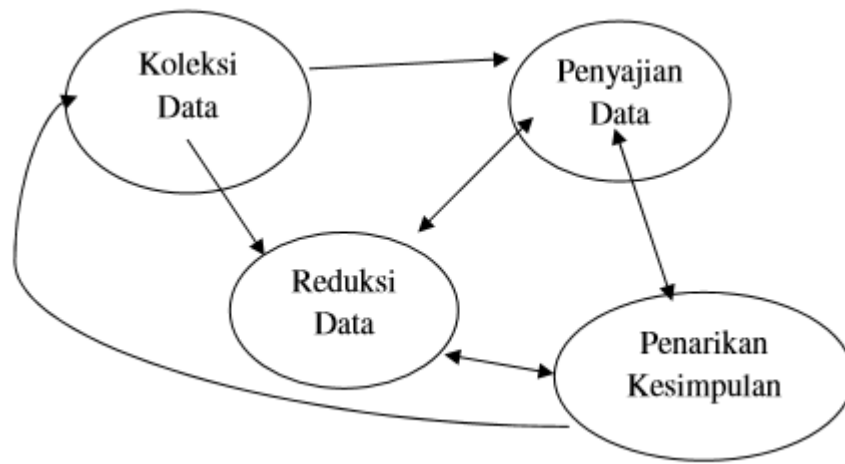 Koleksi
Data
Penyajian
Data
Reduksi
Data
Penarikan
Kesimpulan